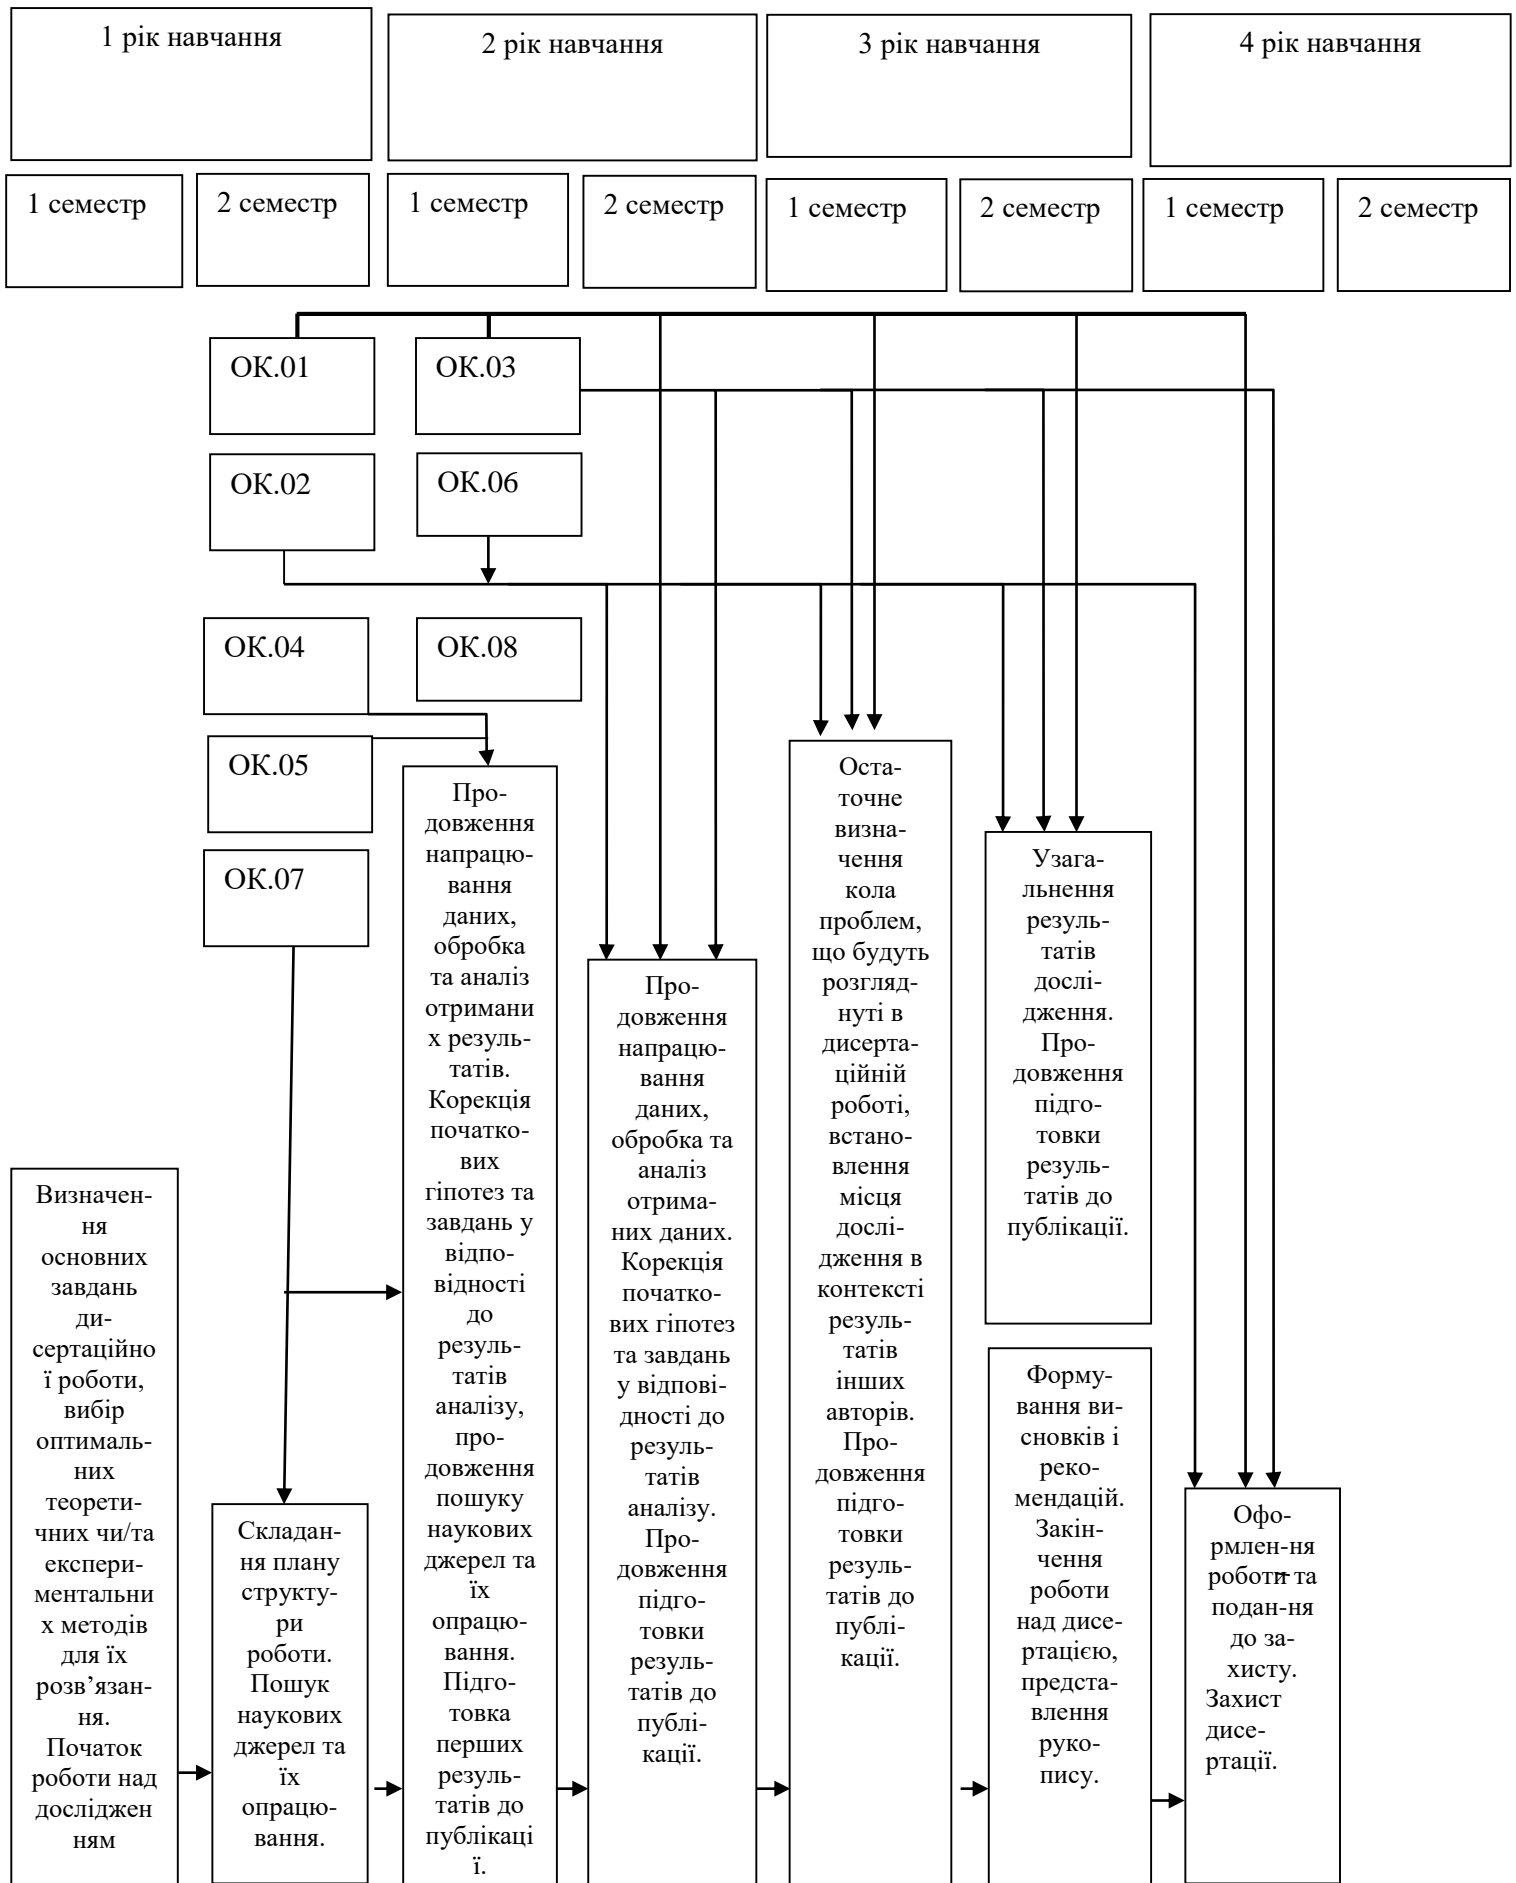 1 рік навчання
2 рік навчання
3 рік навчання
4 рік навчання
1 семестр
2 семестр
1 семестр
2 семестр
1 семестр
2 семестр
1 семестр
2 семестр
ОК.01
ОК.03
ОК.02
ОК.06
ОК.04
ОК.08
ОК.05
ОК.07
Визначен-
ня
основних
завдань
ди-
сертаційно
ї роботи,
вибір
оптималь-
них
теорети-
чних чи/та
експери-
ментальни
х методів
для їх
розв’язан-
ня.
Початок
роботи над
дослідженн
ням
Складан-
ня плану
структу-
ри
роботи.
Пошук
наукових
джерел та
їх
опрацю-
вання.
Про-
довження
напрацю-
вання
даних,
обробка
та аналіз
отримани
х резуль-
татів.
Корекція
початко-
вих
гіпотез та
завдань у
відпо-
відності
до
резуль-
татів
аналізу,
про-
довження
пошуку
наукових
джерел та
їх
опрацю-
вання.
Підго-
товка
перших
резуль-
татів до
публікаці
ї.
Про-
довження
напрацю-
вання
даних,
обробка та
аналіз
отрима-
них даних.
Корекція
початко-
вих гіпотез
та завдань
у відпові-
дності до
резуль-
татів
аналізу.
Про-
довження
підго-
товки
резуль-
татів до
публі-
кації.
Оста-
точне
визна-
чення
кола
проблем,
що будуть
розгляд-
нуті в
дисерта-
ційній
роботі,
встано-
влення
місця
дослі-
дження в
контексті
резуль-
татів
інших
авторів.
Про-
довження
підго-
товки
резуль-
татів до
публі-
кації.
Узага-
льнення
резуль-
татів
дослі-
дження.
Про-
довження
підго-
товки
резуль-
татів до
публікації.
Форму-
вання ви-
сновків і
реко-
мендацій.
Закін-
чення
роботи
над дисе-
ртацією,
предста-
влення
руко-
пису.
Офо-
рмлен-ня
роботи та
подан-ня
до за-
хисту.
Захист
дисе-
ртації.